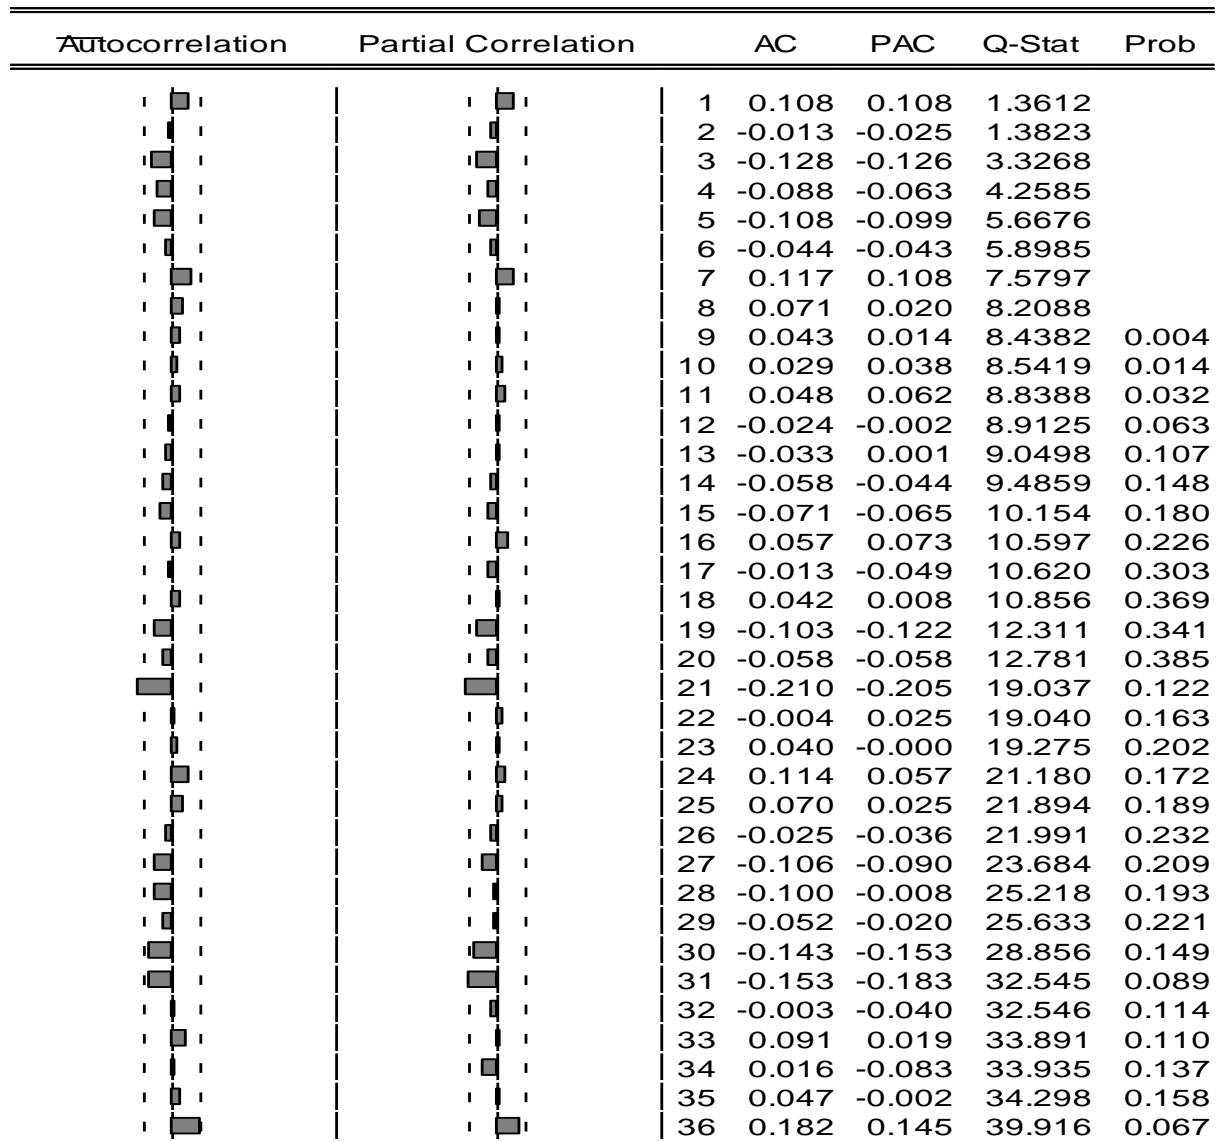 Autocorrelation Partial Correlation AC PAC Q-Stat Prob
1 0.108 0.108 1.3612
2 -0.013 -0.025 1.3823
3 -0.128 -0.126 3.3268
4 -0.088 -0.063 4.2585
5 -0.108 -0.099 5.6676
6 -0.044 -0.043 5.8985
7 0.117 0.108 7.5797
8 0.071 0.020 8.2088
9 0.043 0.014 8.4382 0.004
10 0.029 0.038 8.5419 0.014
11 0.048 0.062 8.8388 0.032
12 -0.024 -0.002 8.9125 0.063
13 -0.033 0.001 9.0498 0.107
14 -0.058 -0.044 9.4859 0.148
15 -0.071 -0.065 10.154 0.180
16 0.057 0.073 10.597 0.226
17 -0.013 -0.049 10.620 0.303
18 0.042 0.008 10.856 0.369
19 -0.103 -0.122 12.311 0.341
20 -0.058 -0.058 12.781 0.385
21 -0.210 -0.205 19.037 0.122
22 -0.004 0.025 19.040 0.163
23 0.040 -0.000 19.275 0.202
24 0.114 0.057 21.180 0.172
25 0.070 0.025 21.894 0.189
26 -0.025 -0.036 21.991 0.232
27 -0.106 -0.090 23.684 0.209
28 -0.100 -0.008 25.218 0.193
29 -0.052 -0.020 25.633 0.221
30 -0.143 -0.153 28.856 0.149
31 -0.153 -0.183 32.545 0.089
32 -0.003 -0.040 32.546 0.114
33 0.091 0.019 33.891 0.110
34 0.016 -0.083 33.935 0.137
35 0.047 -0.002 34.298 0.158
36 0.182 0.145 39.916 0.067